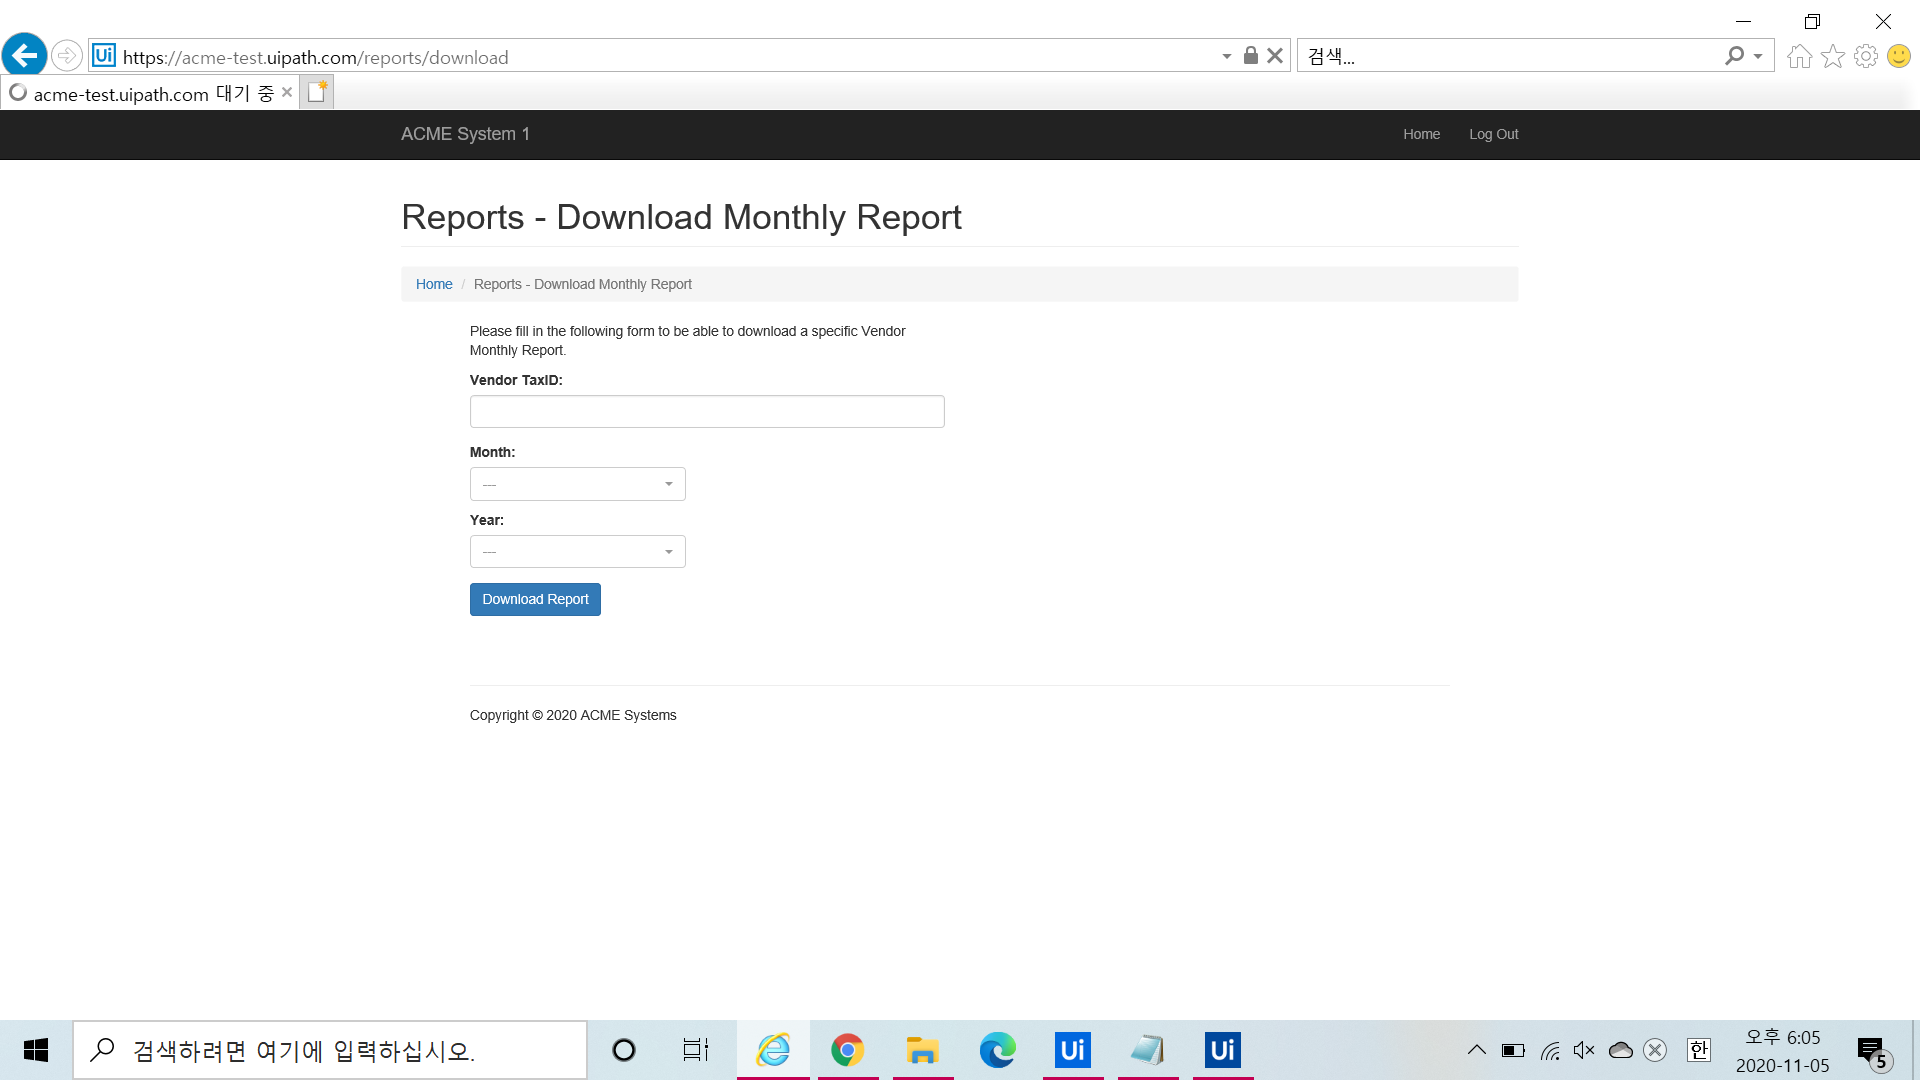 Ui https://acme-test.uipath.com/reports/download
검색...
acme-test.uipath.com 대기 중
ACME System 1
Home
Log Out
Reports - Download Monthly Report
Home / Reports - Download Monthly Report
Please fill in the following form to be able to download a specific Vendor
Monthly Report.
Vendor TaxID:
Month:
---
Year:
---
Download Report
Copyright © 2020 ACME Systems
검색하려면 여기에 입력하십시오.
Ui
Ui
한
오후 6:05
2020-11-05
5